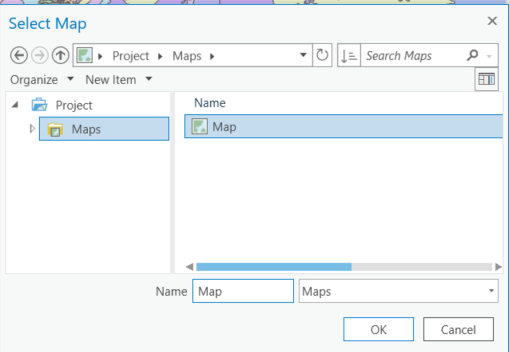 Select Map
Project Maps Search Maps
Organize New Item
Project
Maps
Name
Map
Name Map Maps
OK Cancel